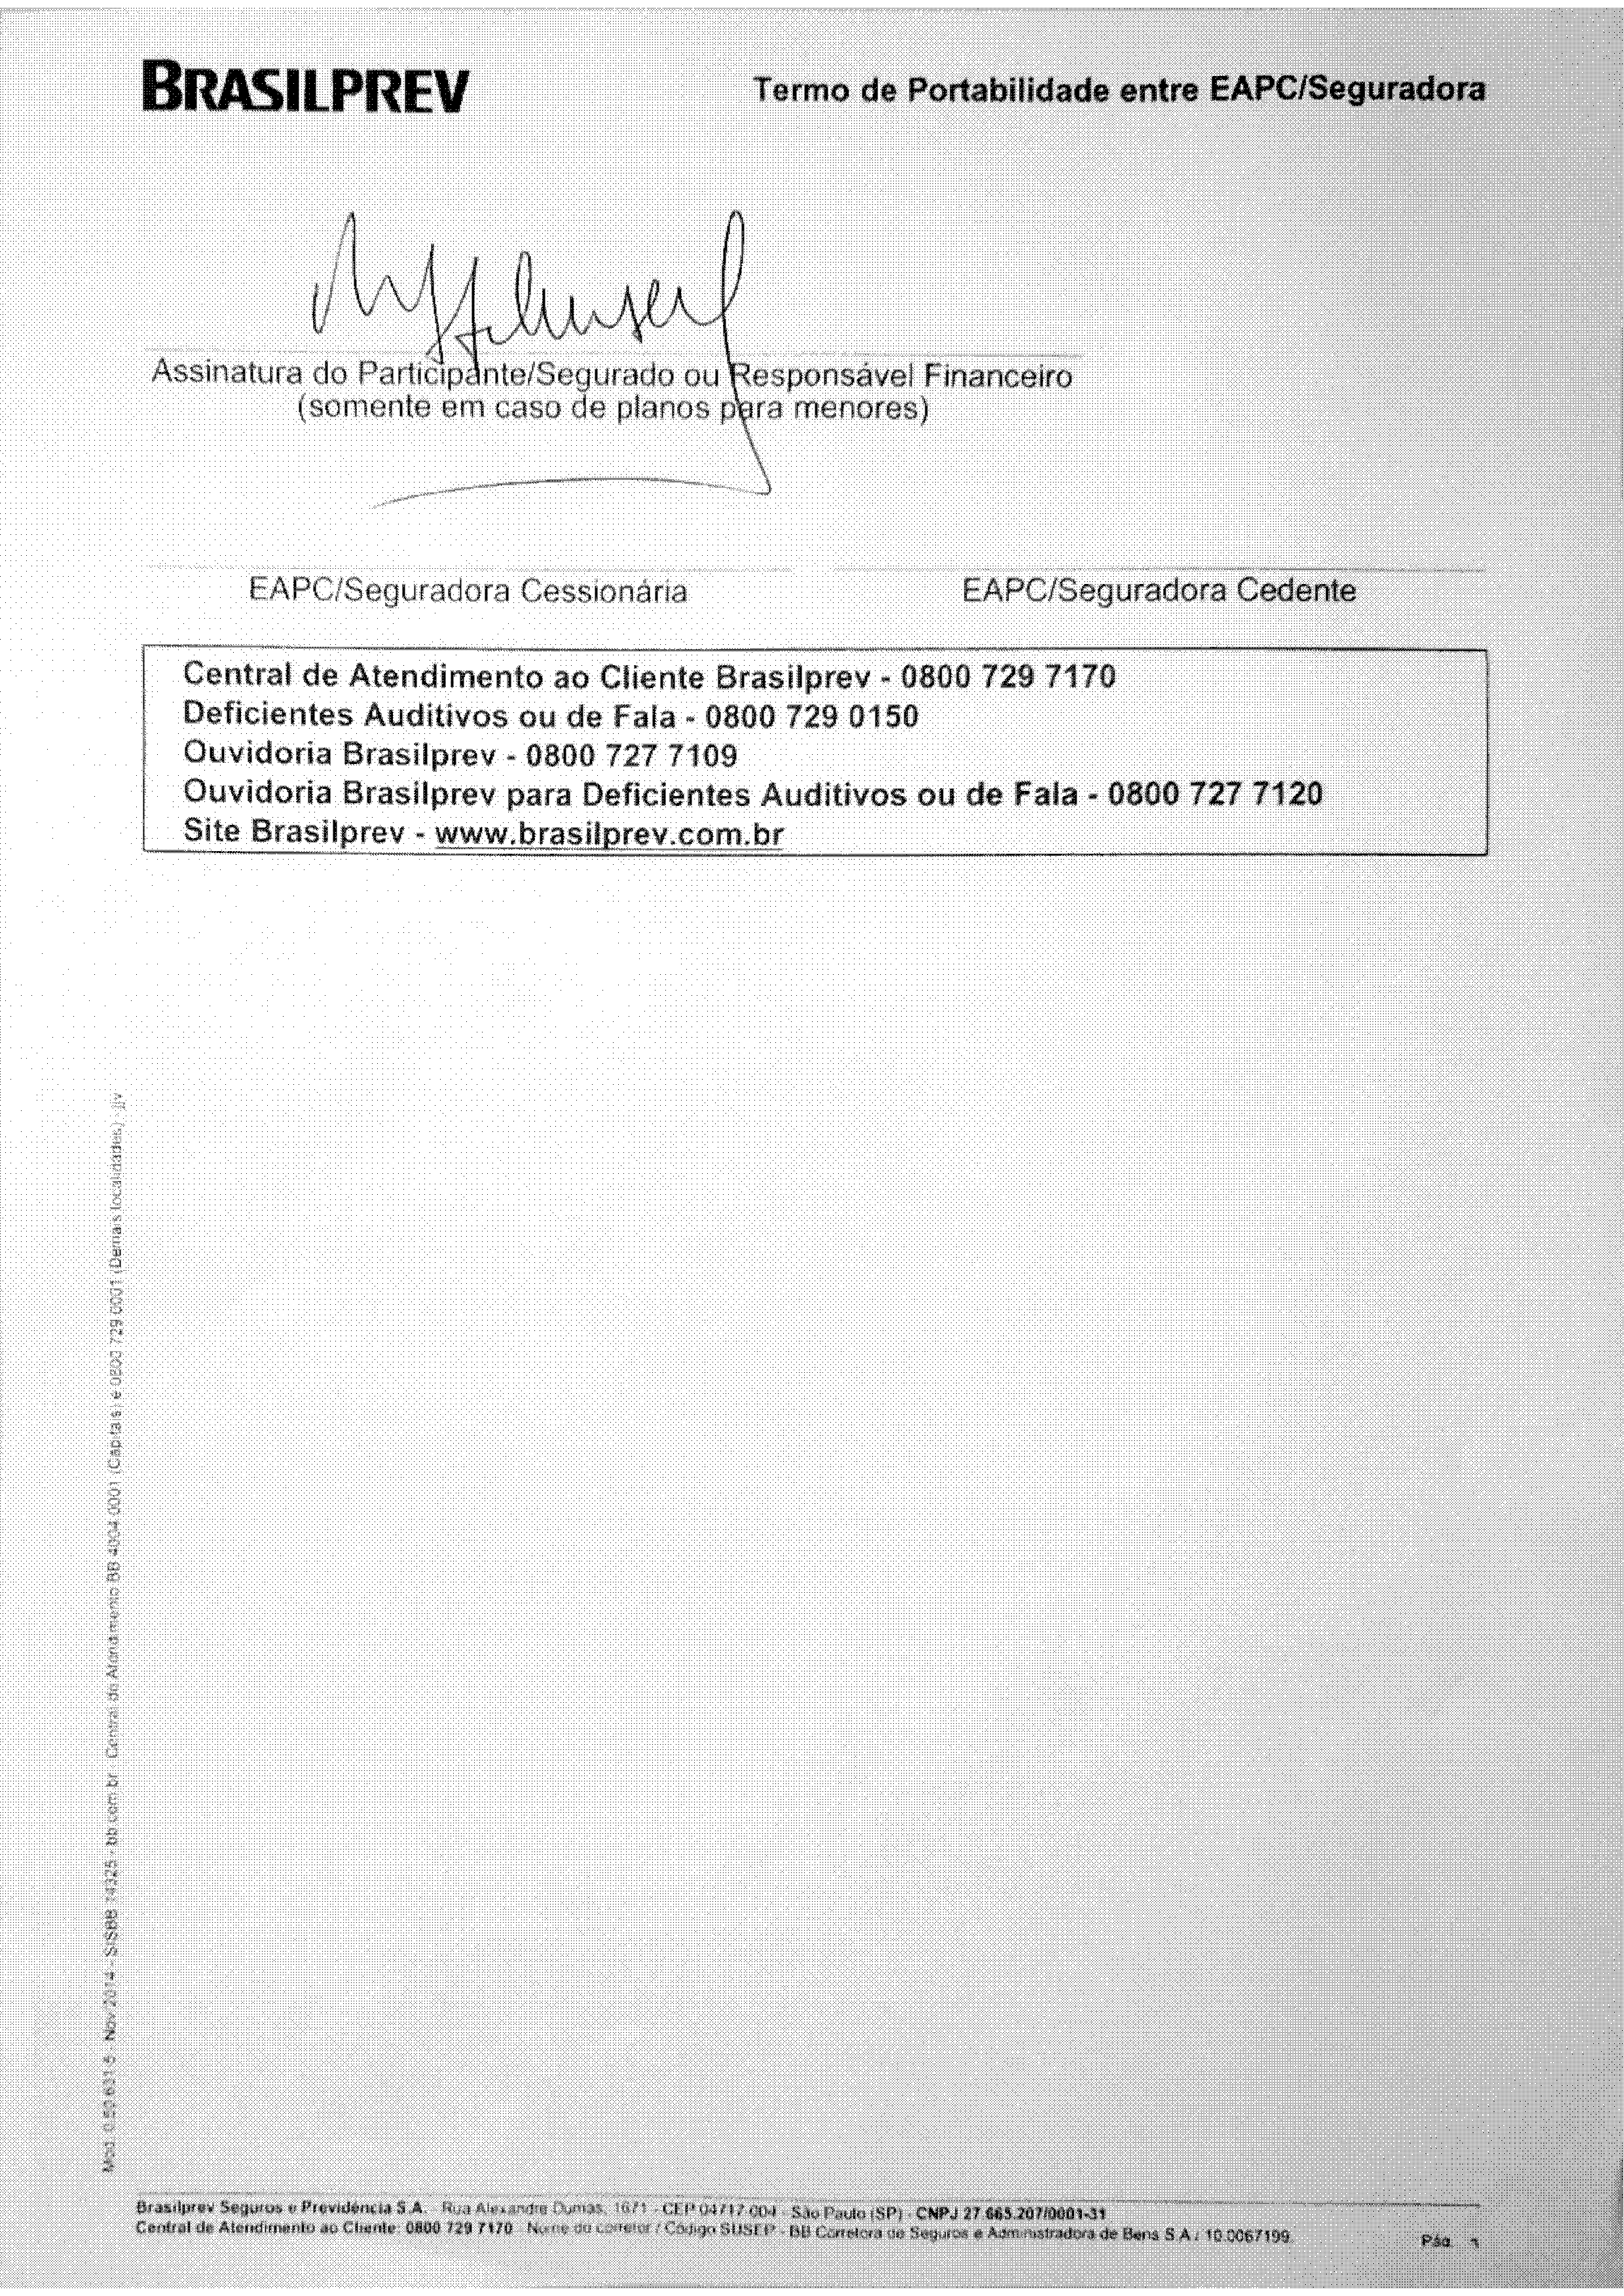 BRASILPREV
Termo de Portabilidade entre EAPC/Seguradora
Assinatura do Participante/Segurado ou Responsável Financeiro
(somente em caso de planos para menores)
EAPC/Seguradora Cessionária
EAPC/Seguradora Cedente
Central de Atendimento ao Cliente Brasilprev - 0800 729 7170
Deficientes Auditivos ou de Fala - 0800 729 0150
Ouvidoria Brasilprev - 0800 727 7109
Ouvidoria Brasilprev para Deficientes Auditivos ou de Fala - 0800 727 7120
Site Brasilprev - www.brasilprev.com.br
Mod. 0.50.631-5 - Nov/2014 - SISBB 14325 - bb.com.br - Central de Atendimento BB 4004 0001 (Capitais) e 0800 729 0001 (Demais localidades) - jjv
Brasilprev Seguros e Previdência S.A. - Rua Alexandre Dumas, 1671 - CEP 04717-004 - São Paulo (SP) - CNPJ 27.665.207/0001-31
Central de Atendimento ao Cliente: 0800 729 7170 - Nome do corretor / Código SUSEP - BB Corretora de Seguros e Administradora de Bens S.A / 10.0067199.
Pág.